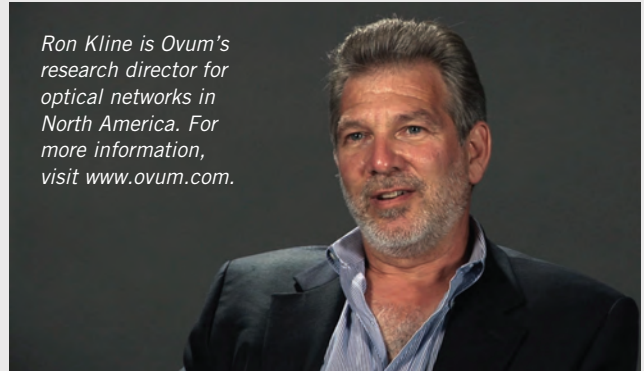 Ron Kline is Ovum’s
research director for
optical networks in
North America. For
more information,
visit www.ovum.com.